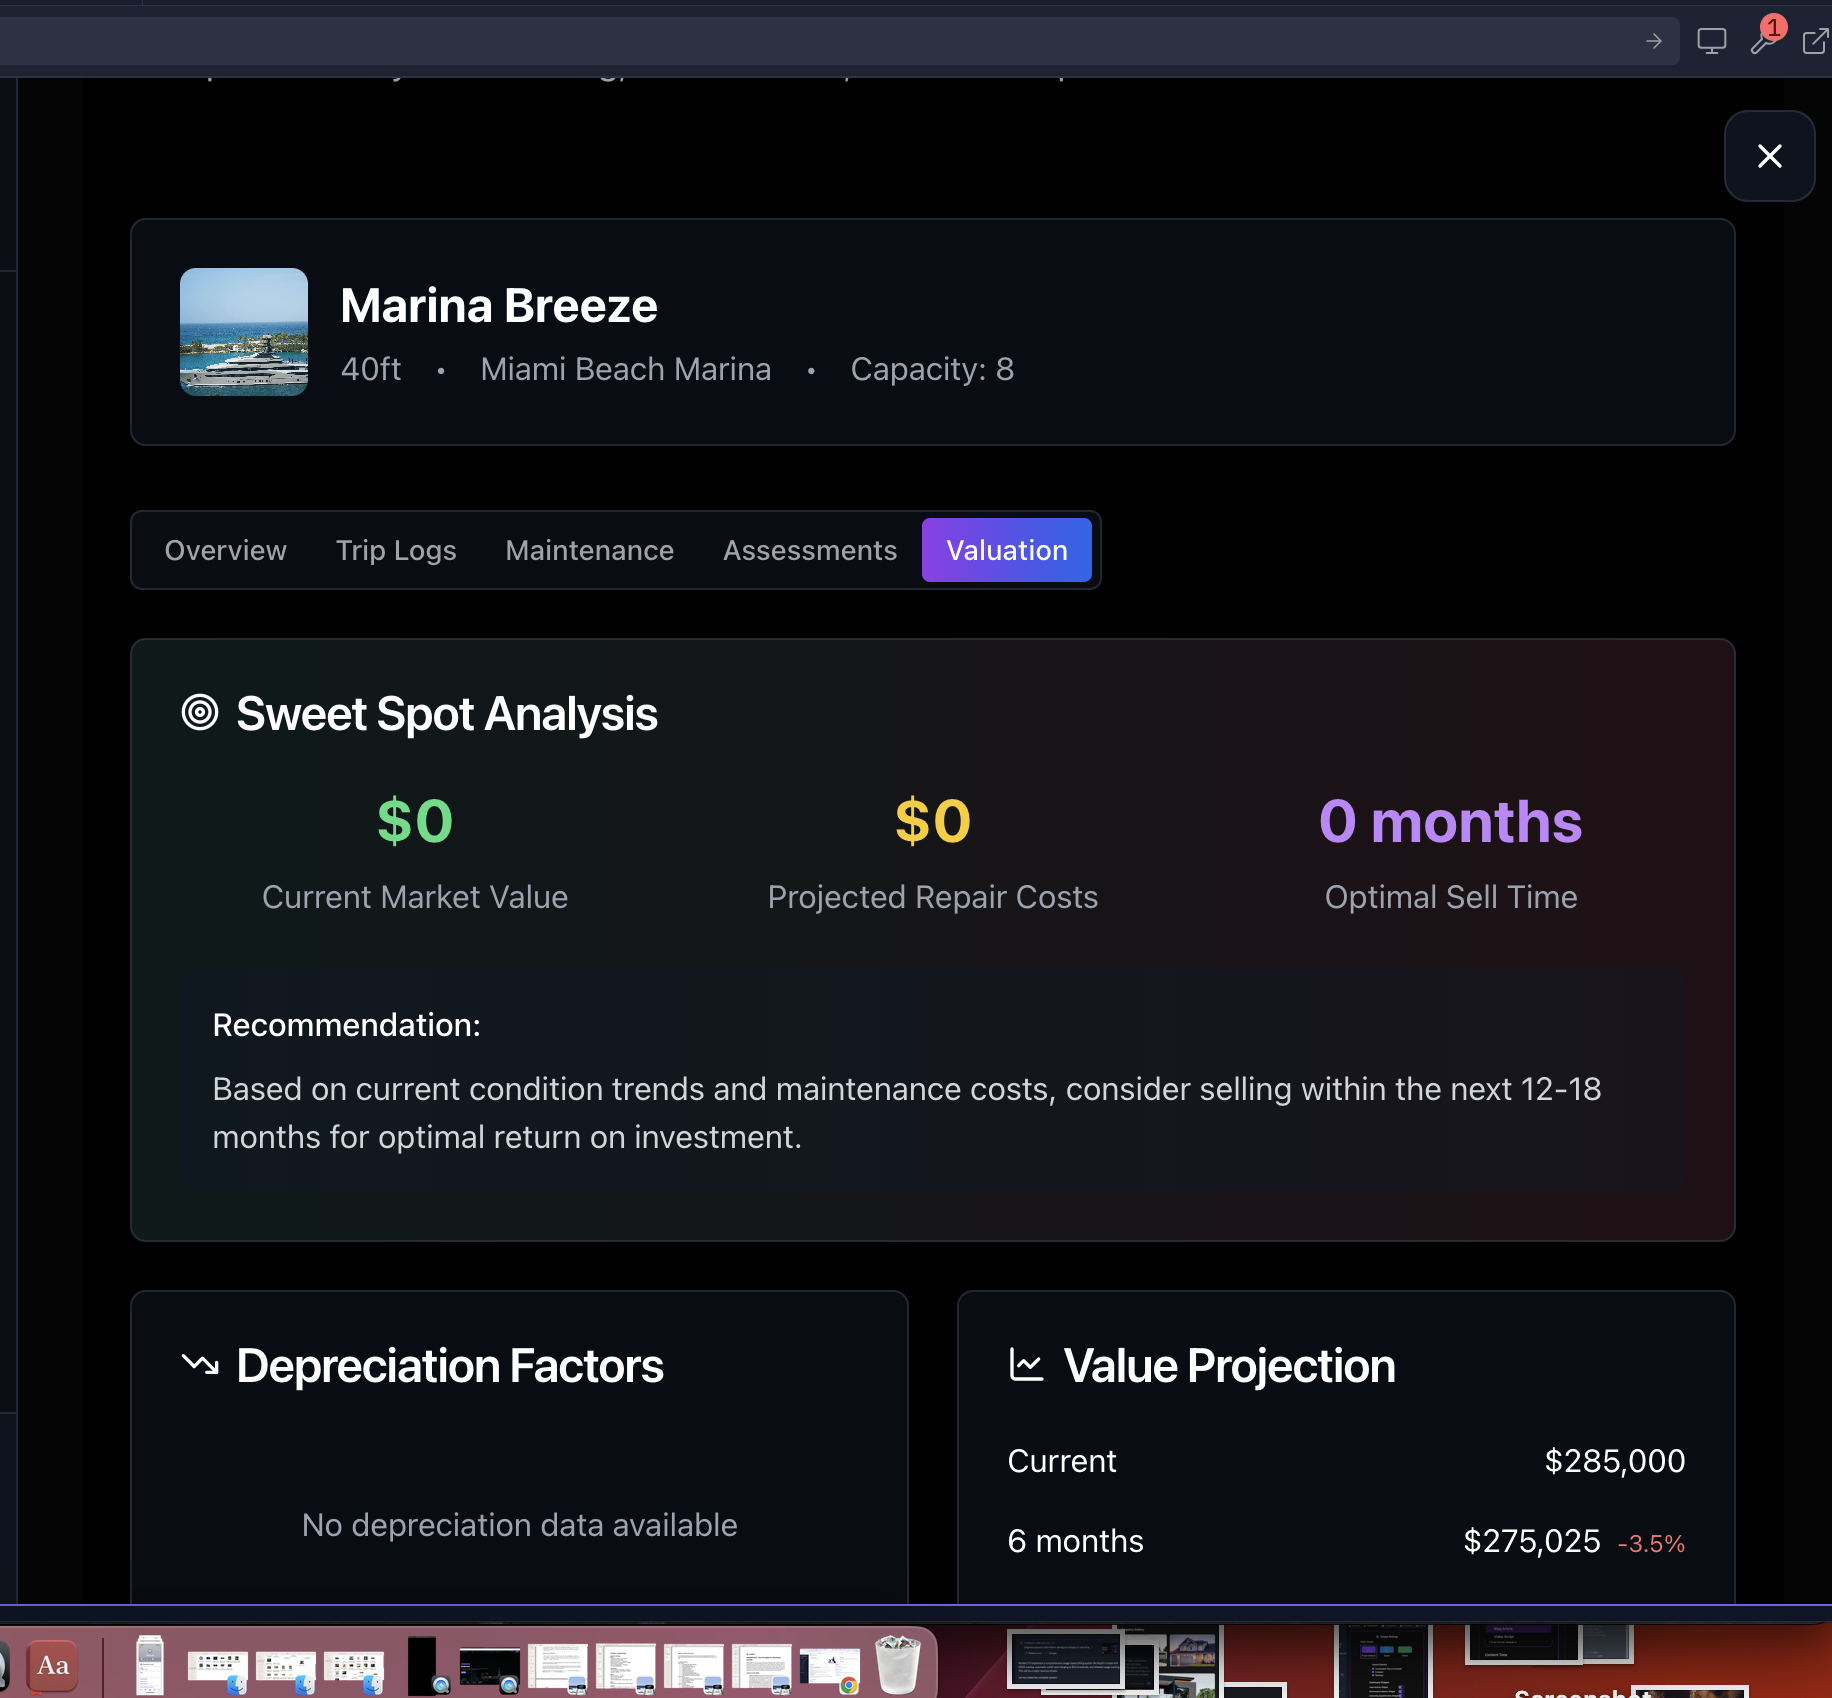 1
Marina Breeze
40ft • Miami Beach Marina • Capacity: 8
Overview Trip Logs Maintenance Assessments Valuation
Sweet Spot Analysis
$0 $0 0 months
Current Market Value Projected Repair Costs Optimal Sell Time
Recommendation:
Based on current condition trends and maintenance costs, consider selling within the next 12-18
months for optimal return on investment.
Depreciation Factors
No depreciation data available
Value Projection
Current $285,000
6 months $275,025 -3.5%
Aa